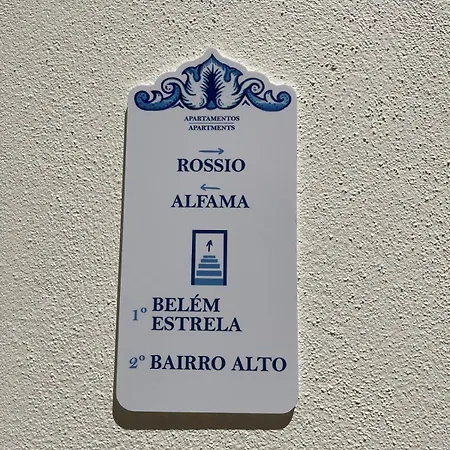 APARTAMENTOS
APARTMENTS
→
ROSSIO
←
ALFAMA
1º BELÉM
ESTRELA
2º BAIRRO ALTO